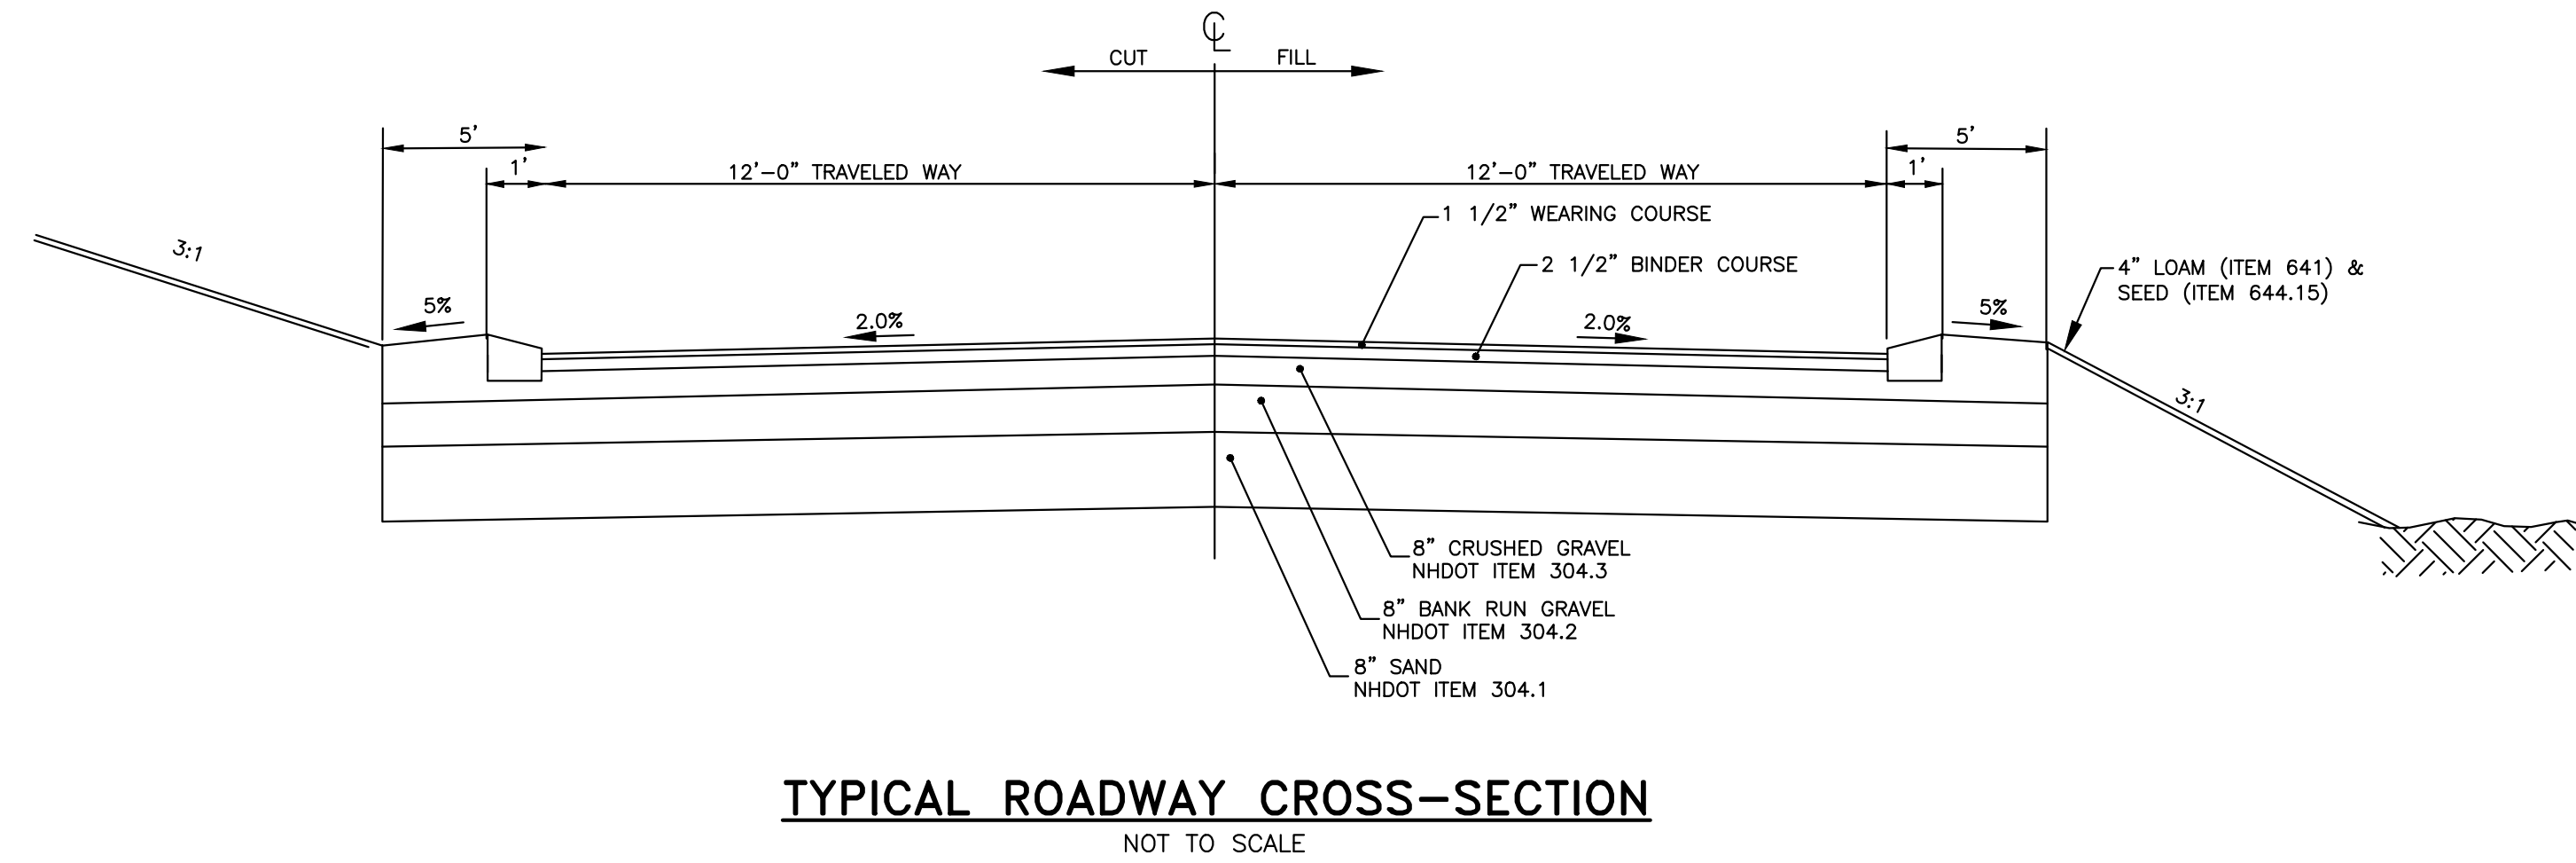 ℄
CUT FILL
5' 5'
1' 12'-0" TRAVELED WAY 12'-0" TRAVELED WAY 1'
1 1/2" WEARING COURSE
3:1
2 1/2" BINDER COURSE
4" LOAM (ITEM 641) &
SEED (ITEM 644.15)
5% 5%
2.0% 2.0%
3:1
8" CRUSHED GRAVEL
NHDOT ITEM 304.3
8" BANK RUN GRAVEL
NHDOT ITEM 304.2
8" SAND
NHDOT ITEM 304.1
TYPICAL ROADWAY CROSS-SECTION
NOT TO SCALE